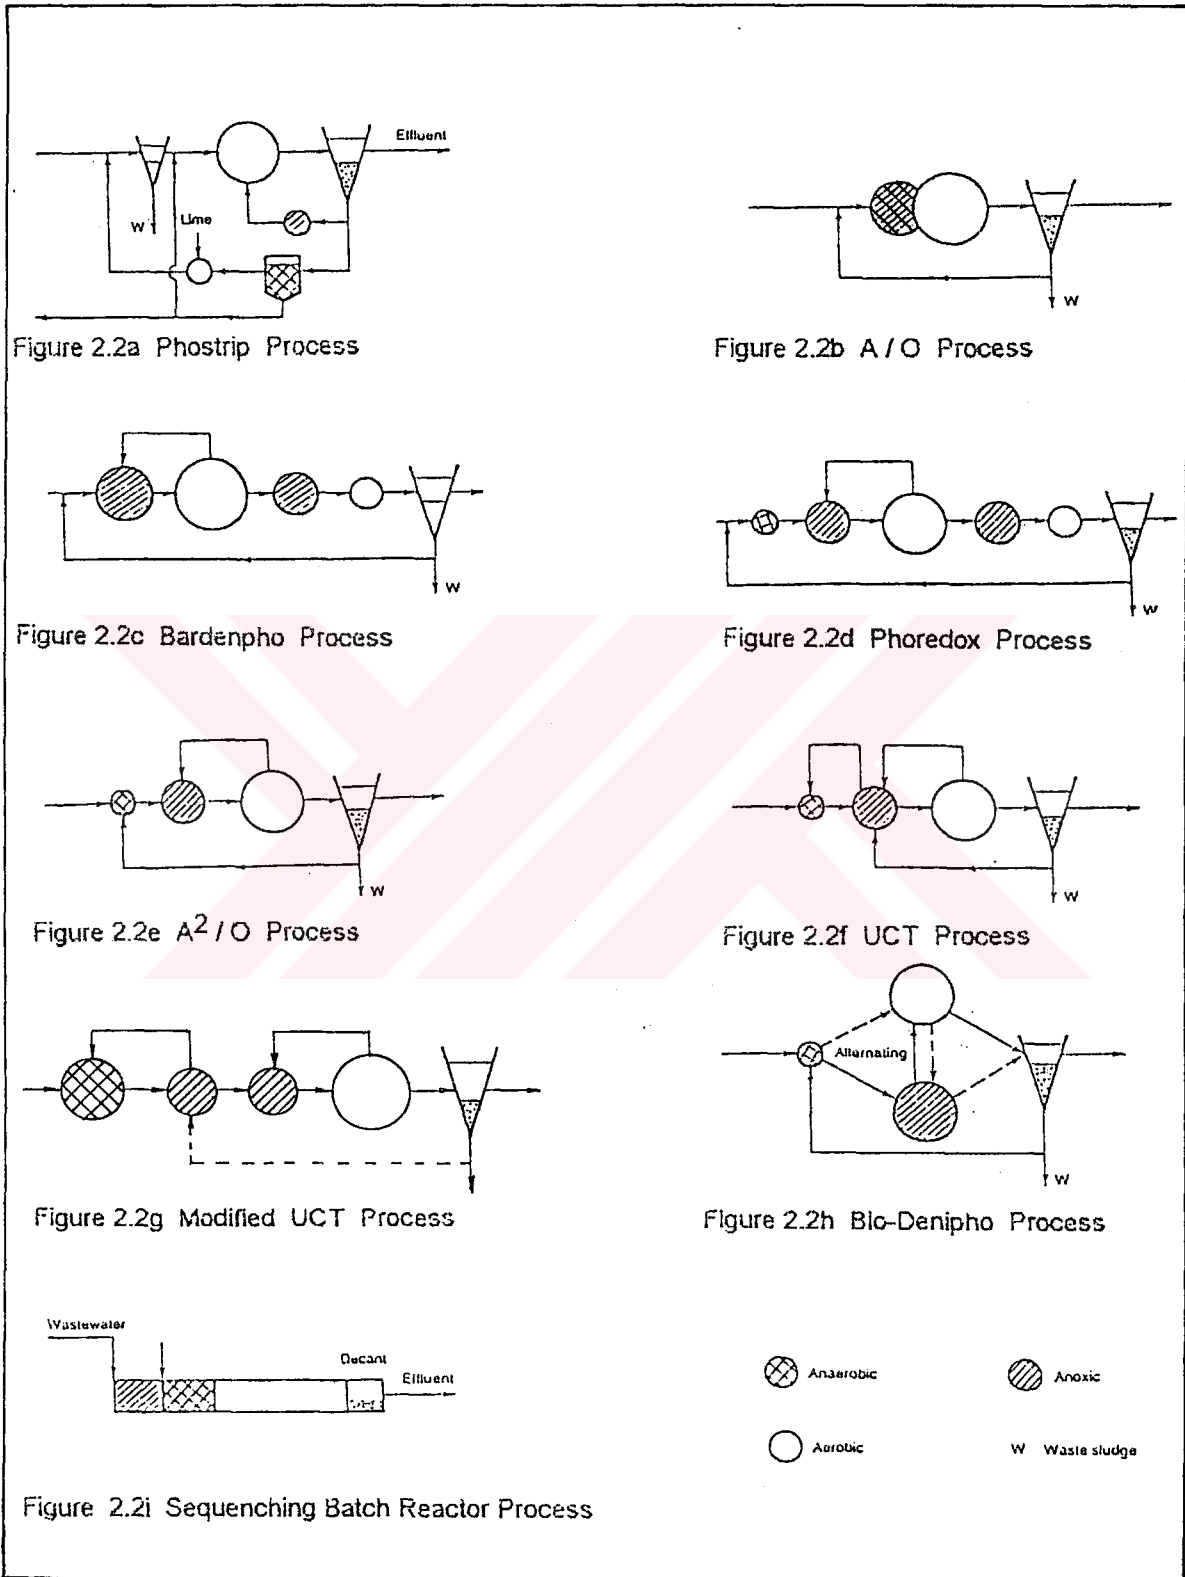 Effluent
W
Lime
W
Figure 2.2a Phostrip Process
Figure 2.2b A / O Process
W
W
Figure 2.2c Bardenpho Process
Figure 2.2d Phoredox Process
W
W
Figure 2.2e A² / O Process
Figure 2.2f UCT Process
Alternating
W
Figure 2.2g Modified UCT Process
Figure 2.2h Bio-Denipho Process
Wastewater
Decant
Effluent
Anaerobic
Anoxic
Aerobic
W Waste sludge
Figure 2.2i Sequenching Batch Reactor Process